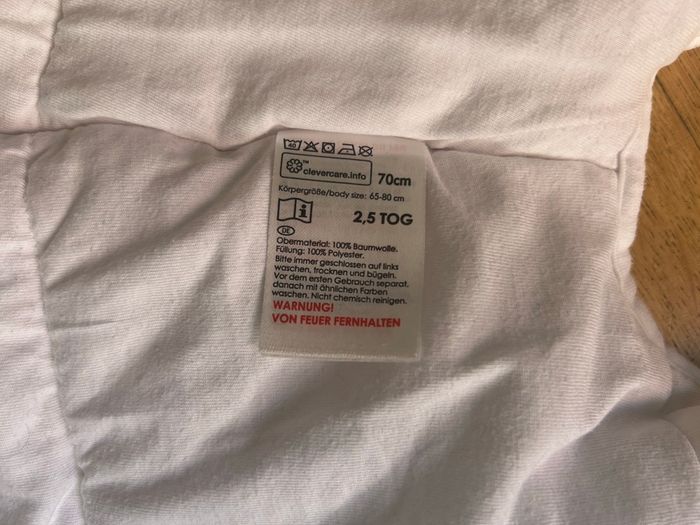 40
clevercare.info™ 70cm
Körpergröße/body size: 65-80 cm
2,5 TOG
DE
Obermaterial: 100% Baumwolle.
Füllung: 100% Polyester.
Bitte immer geschlossen auf links
waschen, trocknen und bügeln.
Vor dem ersten Gebrauch separat,
danach mit ähnlichen Farben
waschen. Nicht chemisch reinigen.
WARNUNG!
VON FEUER FERNHALTEN